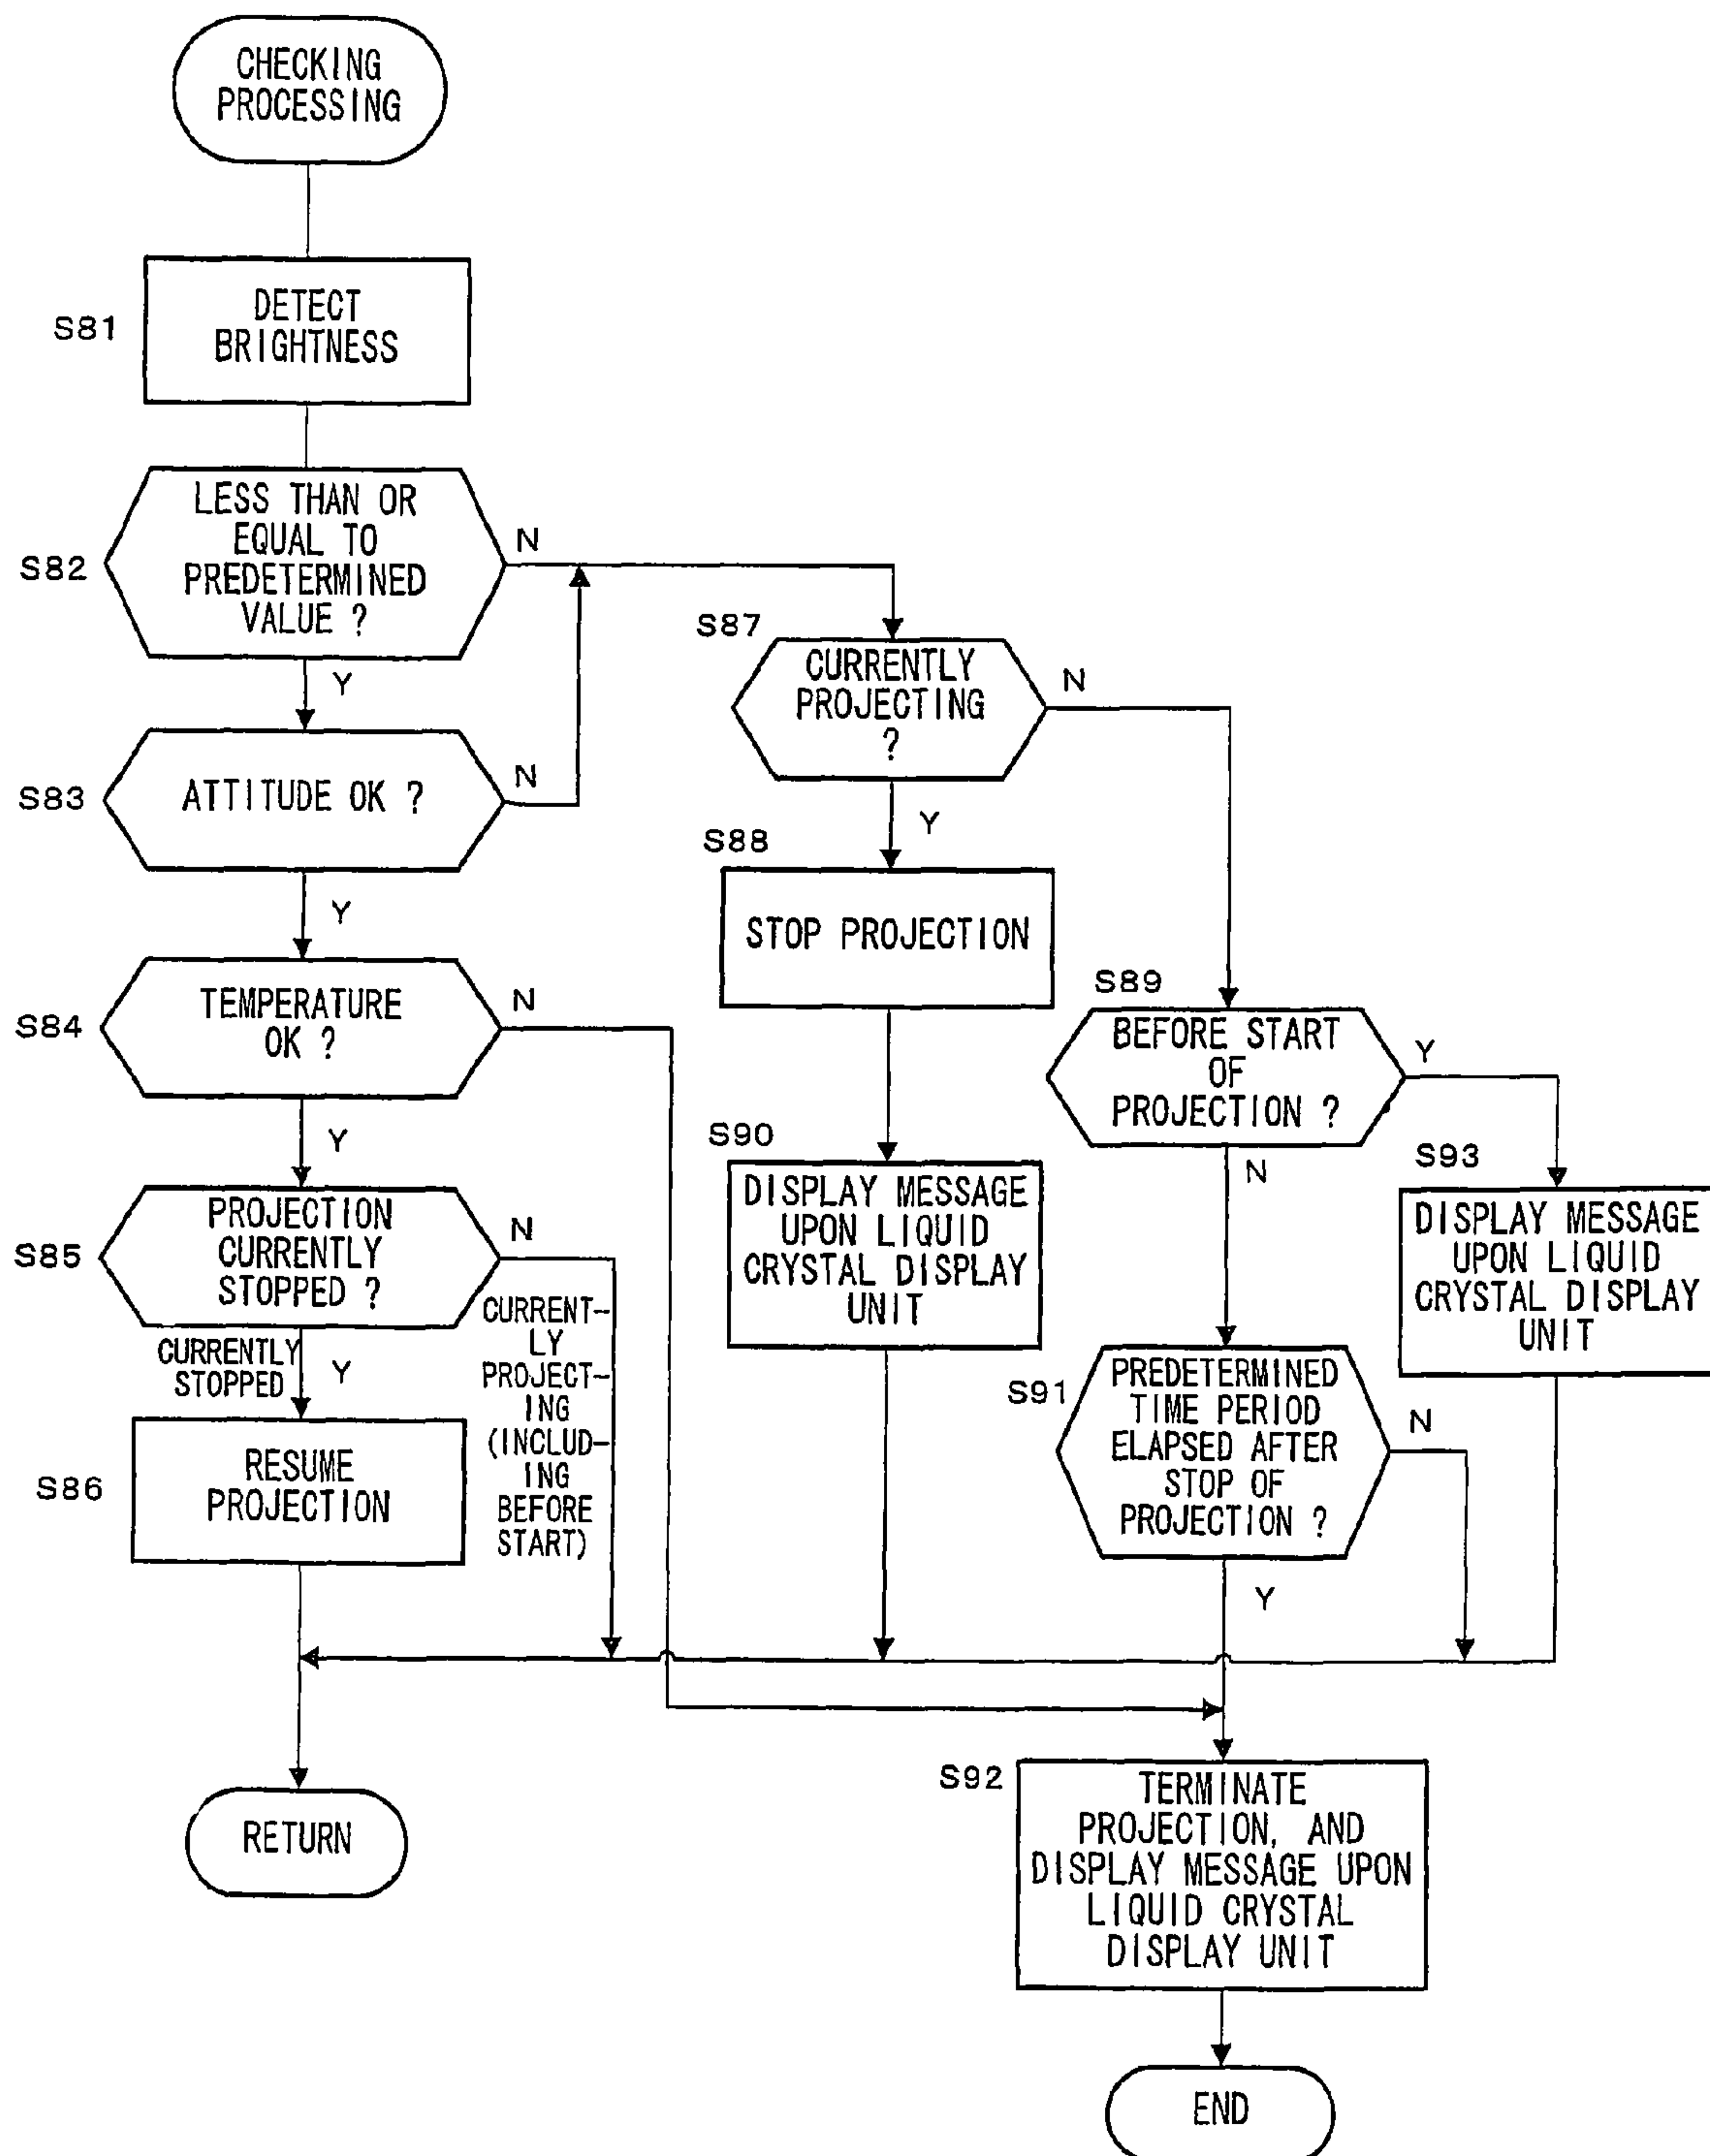 CHECKING
PROCESSING
S81
DETECT
BRIGHTNESS
S82
LESS THAN OR
EQUAL TO
PREDETERMINED
VALUE ?
N
Y
S83
ATTITUDE OK ?
N
Y
S84
TEMPERATURE
OK ?
N
Y
S85
PROJECTION
CURRENTLY
STOPPED ?
N
CURRENTLY
STOPPED
Y
CURRENT-
LY
PROJECT-
ING
(INCLUD-
ING
BEFORE
START)
S86
RESUME
PROJECTION
RETURN
S87
CURRENTLY
PROJECTING
?
N
Y
S88
STOP PROJECTION
S90
DISPLAY MESSAGE
UPON LIQUID
CRYSTAL DISPLAY
UNIT
S89
BEFORE START
OF
PROJECTION ?
Y
N
S93
DISPLAY MESSAGE
UPON LIQUID
CRYSTAL DISPLAY
UNIT
S91
PREDETERMINED
TIME PERIOD
ELAPSED AFTER
STOP OF
PROJECTION ?
N
Y
S92
TERMINATE
PROJECTION, AND
DISPLAY MESSAGE UPON
LIQUID CRYSTAL
DISPLAY UNIT
END